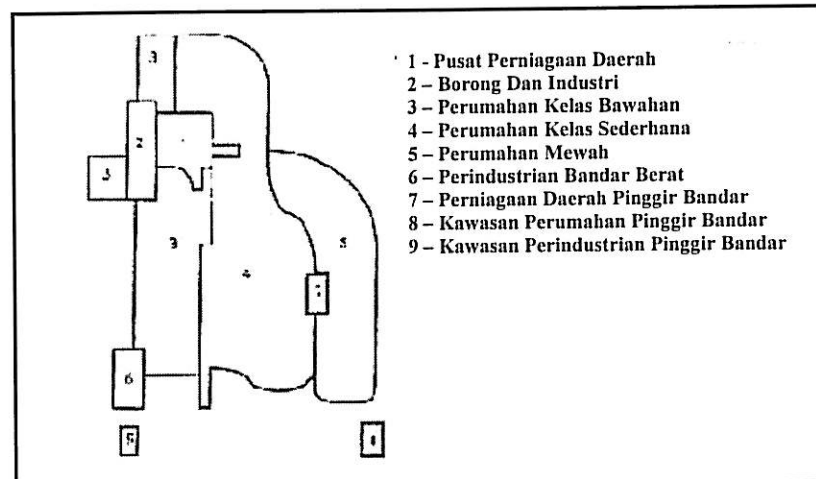 1 - Pusat Perniagaan Daerah
2 – Borong Dan Industri
3 – Perumahan Kelas Bawahan
4 – Perumahan Kelas Sederhana
5 – Perumahan Mewah
6 – Perindustrian Bandar Berat
7 – Perniagaan Daerah Pinggir Bandar
8 – Kawasan Perumahan Pinggir Bandar
9 – Kawasan Perindustrian Pinggir Bandar
3
2
3
3
4
5
6